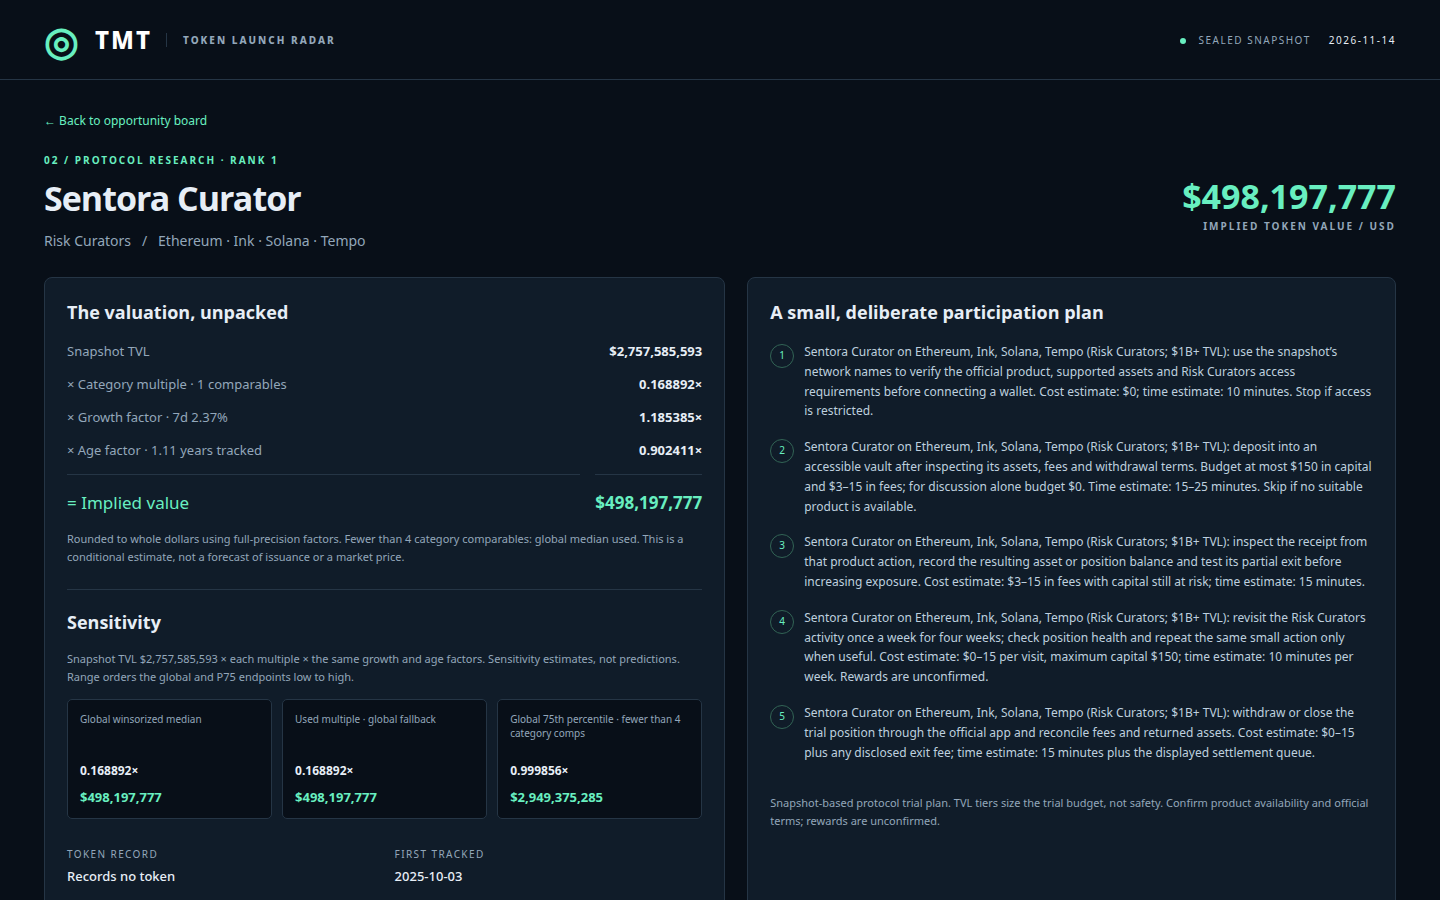 TMT
TOKEN LAUNCH RADAR
SEALED SNAPSHOT 2026-11-14
← Back to opportunity board
02 / PROTOCOL RESEARCH · RANK 1
Sentora Curator
Risk Curators / Ethereum · Ink · Solana · Tempo
$498,197,777
IMPLIED TOKEN VALUE / USD
The valuation, unpacked
Snapshot TVL $2,757,585,593
× Category multiple · 1 comparables 0.168892×
× Growth factor · 7d 2.37% 1.185385×
× Age factor · 1.11 years tracked 0.902411×
= Implied value $498,197,777
Rounded to whole dollars using full-precision factors. Fewer than 4 category comparables: global median used. This is a
conditional estimate, not a forecast of issuance or a market price.
Sensitivity
Snapshot TVL $2,757,585,593 × each multiple × the same growth and age factors. Sensitivity estimates, not predictions.
Range orders the global and P75 endpoints low to high.
Global winsorized median
0.168892×
$498,197,777
Used multiple · global fallback
0.168892×
$498,197,777
Global 75th percentile · fewer than 4
category comps
0.999856×
$2,949,375,285
TOKEN RECORD
Records no token
FIRST TRACKED
2025-10-03
A small, deliberate participation plan
1
Sentora Curator on Ethereum, Ink, Solana, Tempo (Risk Curators; $1B+ TVL): use the snapshot's
network names to verify the official product, supported assets and Risk Curators access
requirements before connecting a wallet. Cost estimate: $0; time estimate: 10 minutes. Stop if access
is restricted.
2
Sentora Curator on Ethereum, Ink, Solana, Tempo (Risk Curators; $1B+ TVL): deposit into an
accessible vault after inspecting its assets, fees and withdrawal terms. Budget at most $150 in capital
and $3–15 in fees; for discussion alone budget $0. Time estimate: 15–25 minutes. Skip if no suitable
product is available.
3
Sentora Curator on Ethereum, Ink, Solana, Tempo (Risk Curators; $1B+ TVL): inspect the receipt from
that product action, record the resulting asset or position balance and test its partial exit before
increasing exposure. Cost estimate: $3–15 in fees with capital still at risk; time estimate: 15 minutes.
4
Sentora Curator on Ethereum, Ink, Solana, Tempo (Risk Curators; $1B+ TVL): revisit the Risk Curators
activity once a week for four weeks; check position health and repeat the same small action only
when useful. Cost estimate: $0–15 per visit, maximum capital $150; time estimate: 10 minutes per
week. Rewards are unconfirmed.
5
Sentora Curator on Ethereum, Ink, Solana, Tempo (Risk Curators; $1B+ TVL): withdraw or close the
trial position through the official app and reconcile fees and returned assets. Cost estimate: $0–15
plus any disclosed exit fee; time estimate: 15 minutes plus the displayed settlement queue.
Snapshot-based protocol trial plan. TVL tiers size the trial budget, not safety. Confirm product availability and official
terms; rewards are unconfirmed.